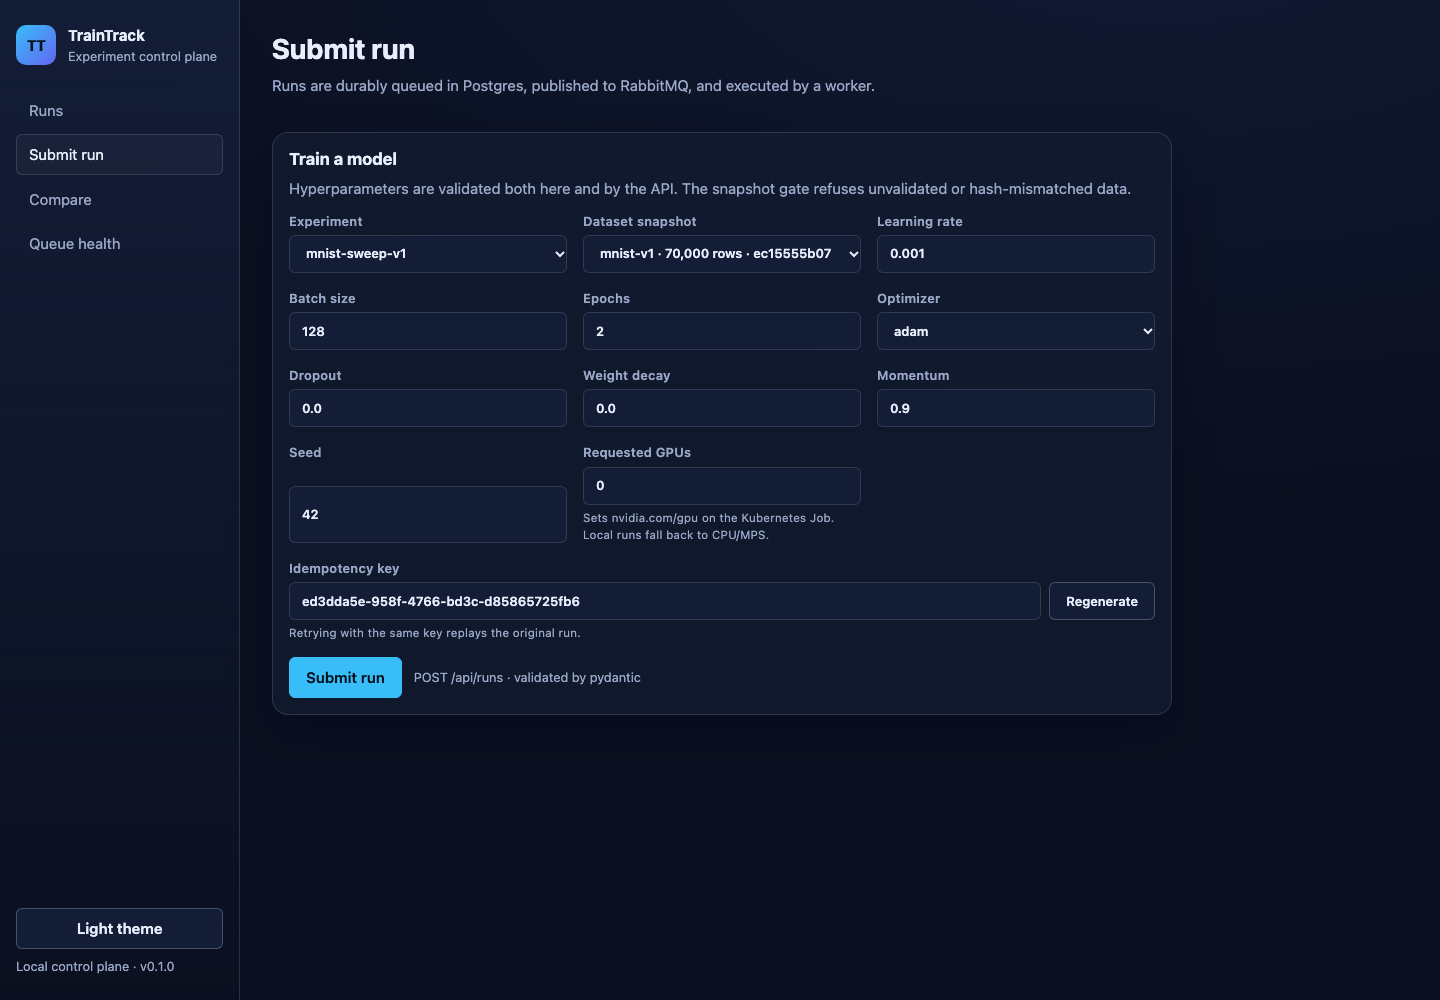 TT
TrainTrack
Experiment control plane
Runs
Submit run
Compare
Queue health
Light theme
Local control plane · v0.1.0
Submit run
Runs are durably queued in Postgres, published to RabbitMQ, and executed by a worker.
Train a model
Hyperparameters are validated both here and by the API. The snapshot gate refuses unvalidated or hash-mismatched data.
Experiment
mnist-sweep-v1
Dataset snapshot
mnist-v1 · 70,000 rows · ec15555b07
Learning rate
0.001
Batch size
128
Epochs
2
Optimizer
adam
Dropout
0.0
Weight decay
0.0
Momentum
0.9
Seed
42
Requested GPUs
0
Sets nvidia.com/gpu on the Kubernetes Job.
Local runs fall back to CPU/MPS.
Idempotency key
ed3dda5e-958f-4766-bd3c-d85865725fb6
Regenerate
Retrying with the same key replays the original run.
Submit run
POST /api/runs · validated by pydantic